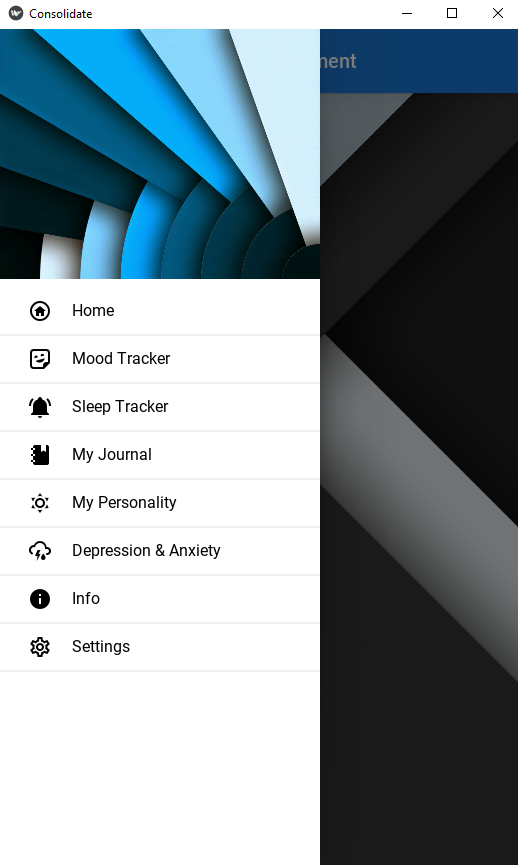 Consolidate
ment
Home
Mood Tracker
Sleep Tracker
My Journal
My Personality
Depression & Anxiety
Info
Settings